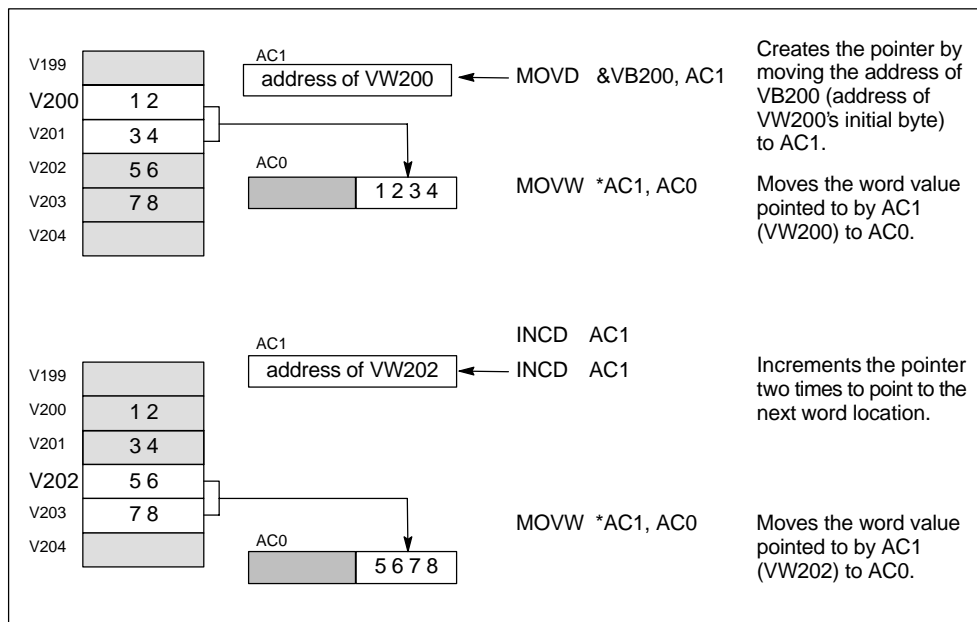 AC1
V199
address of VW200
MOVD &VB200, AC1
Creates the pointer by
moving the address of
VB200 (address of
VW200's initial byte)
to AC1.
V200
1 2
V201
3 4
V202
5 6
V203
7 8
V204
AC0
1 2 3 4
MOVW *AC1, AC0
Moves the word value
pointed to by AC1
(VW200) to AC0.
INCD AC1
AC1
address of VW202
INCD AC1
Increments the pointer
two times to point to the
next word location.
V199
V200
1 2
V201
3 4
V202
5 6
V203
7 8
V204
AC0
5 6 7 8
MOVW *AC1, AC0
Moves the word value
pointed to by AC1
(VW202) to AC0.